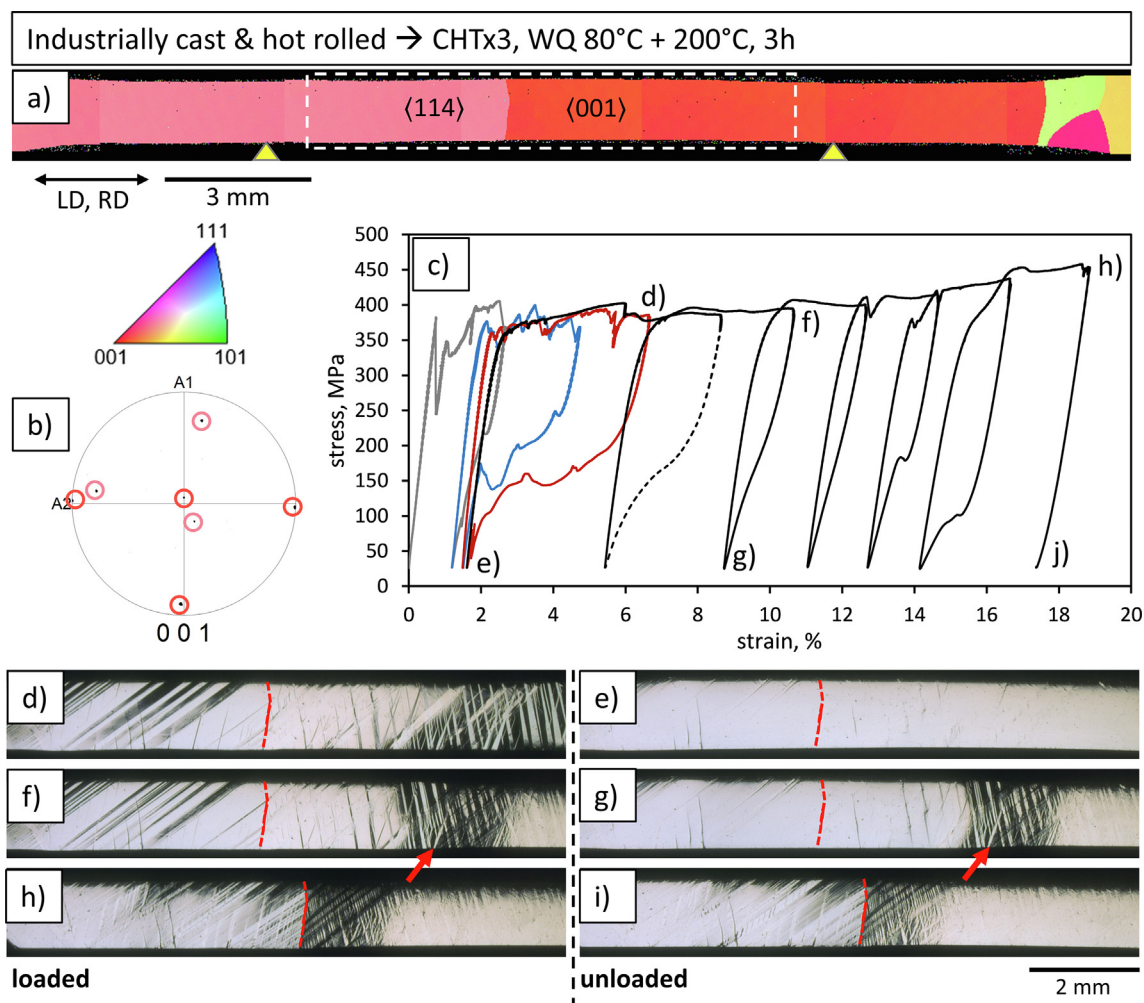 Industrially cast & hot rolled → CHTx3, WQ 80°C + 200°C, 3h
a)
⟨114⟩
⟨001⟩
LD, RD
3 mm
111
001
101
b)
A1
A2
0 0 1
c)
stress, MPa
500
450
400
350
300
250
200
150
100
50
0
0
2
4
6
8
10
12
14
16
18
20
strain, %
d)
e)
f)
g)
h)
j)
d)
e)
f)
g)
h)
i)
loaded
unloaded
2 mm